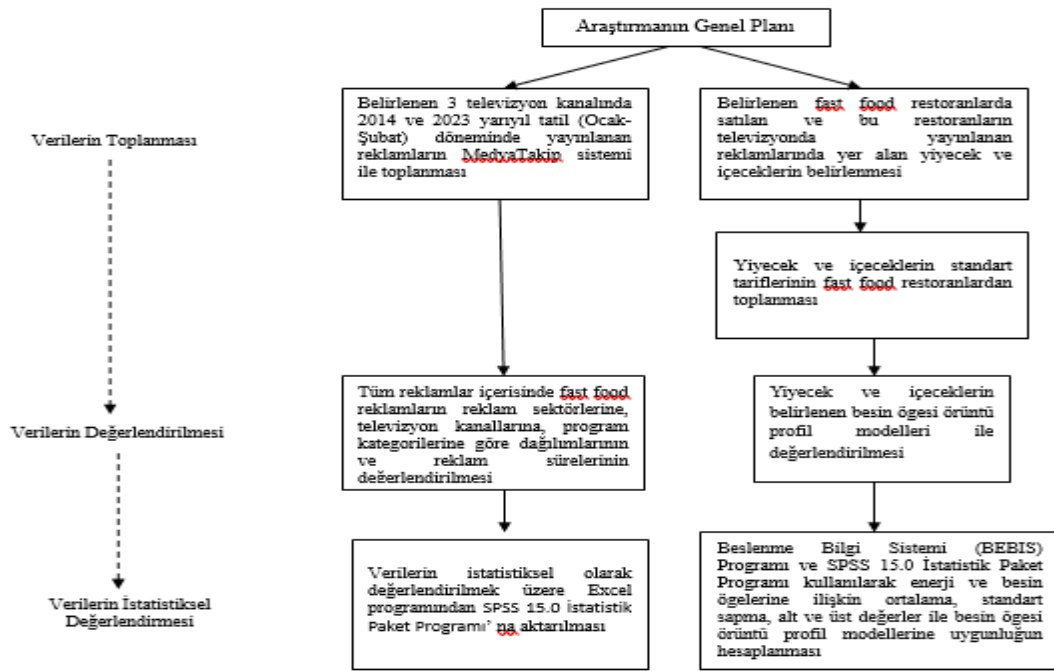 Araştırmanın Genel Planı
Verilerin Toplanması
Belirlenen 3 televizyon kanalında
2014 ve 2023 yarıyıl tatil (Ocak-
Şubat) döneminde yayınlanan
reklamların MedyaTakip sistemi
ile toplanması
Belirlenen fast food restoranlarda
satılan ve bu restoranların
televizyonda yayınlanan
reklamlarında yer alan yiyecek ve
içeceklerin belirlenmesi
Yiyecek ve içeceklerin standart
tariflerinin fast food restoranlardan
toplanması
Verilerin Değerlendirilmesi
Tüm reklamlar içerisinde fast food
reklamların reklam sektörlerine,
televizyon kanallarına, program
kategorilerine göre dağılımlarının
ve reklam sürelerinin
değerlendirilmesi
Yiyecek ve içeceklerin
belirlenen besin ögesi örüntü
profil modelleri ile
değerlendirilmesi
Verilerin İstatistiksel
Değerlendirmesi
Verilerin istatistiksel olarak
değerlendirilmek üzere Excel
programından SPSS 15.0 İstatistik
Paket Programı' na aktarılması
Beslenme Bilgi Sistemi (BEBIS)
Programı ve SPSS 15.0 İstatistik Paket
Programı kullanılarak enerji ve besin
ögelerine ilişkin ortalama, standart
sapma, alt ve üst değerler ile besin ögesi
örüntü profil modellerine uygunluğun
hesaplanması